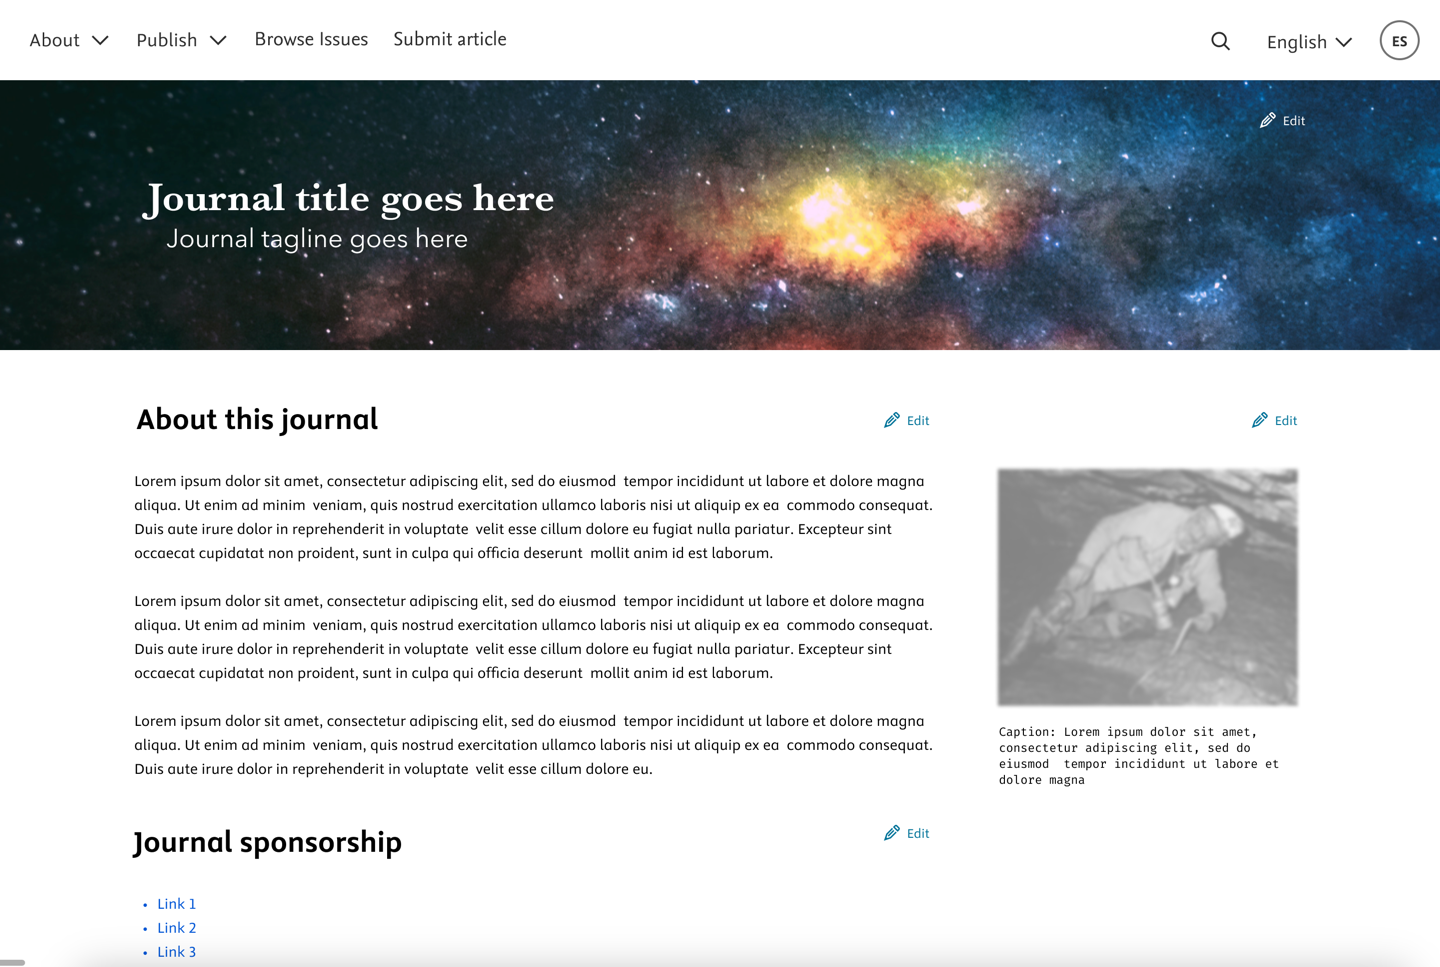 About Publish Browse Issues Submit article English ES
Edit
Journal title goes here
Journal tagline goes here
About this journal Edit Edit
Lorem ipsum dolor sit amet, consectetur adipiscing elit, sed do eiusmod  tempor incididunt ut labore et dolore magna
aliqua. Ut enim ad minim  veniam, quis nostrud exercitation ullamco laboris nisi ut aliquip ex ea  commodo consequat.
Duis aute irure dolor in reprehenderit in voluptate  velit esse cillum dolore eu fugiat nulla pariatur. Excepteur sint
occaecat cupidatat non proident, sunt in culpa qui officia deserunt  mollit anim id est laborum.
Lorem ipsum dolor sit amet, consectetur adipiscing elit, sed do eiusmod  tempor incididunt ut labore et dolore magna
aliqua. Ut enim ad minim  veniam, quis nostrud exercitation ullamco laboris nisi ut aliquip ex ea  commodo consequat.
Duis aute irure dolor in reprehenderit in voluptate  velit esse cillum dolore eu fugiat nulla pariatur. Excepteur sint
occaecat cupidatat non proident, sunt in culpa qui officia deserunt  mollit anim id est laborum.
Lorem ipsum dolor sit amet, consectetur adipiscing elit, sed do eiusmod  tempor incididunt ut labore et dolore magna
aliqua. Ut enim ad minim  veniam, quis nostrud exercitation ullamco laboris nisi ut aliquip ex ea  commodo consequat.
Duis aute irure dolor in reprehenderit in voluptate  velit esse cillum dolore eu.
Caption: Lorem ipsum dolor sit amet,
consectetur adipiscing elit, sed do
eiusmod  tempor incididunt ut labore et
dolore magna
Journal sponsorship Edit
• Link 1
• Link 2
• Link 3